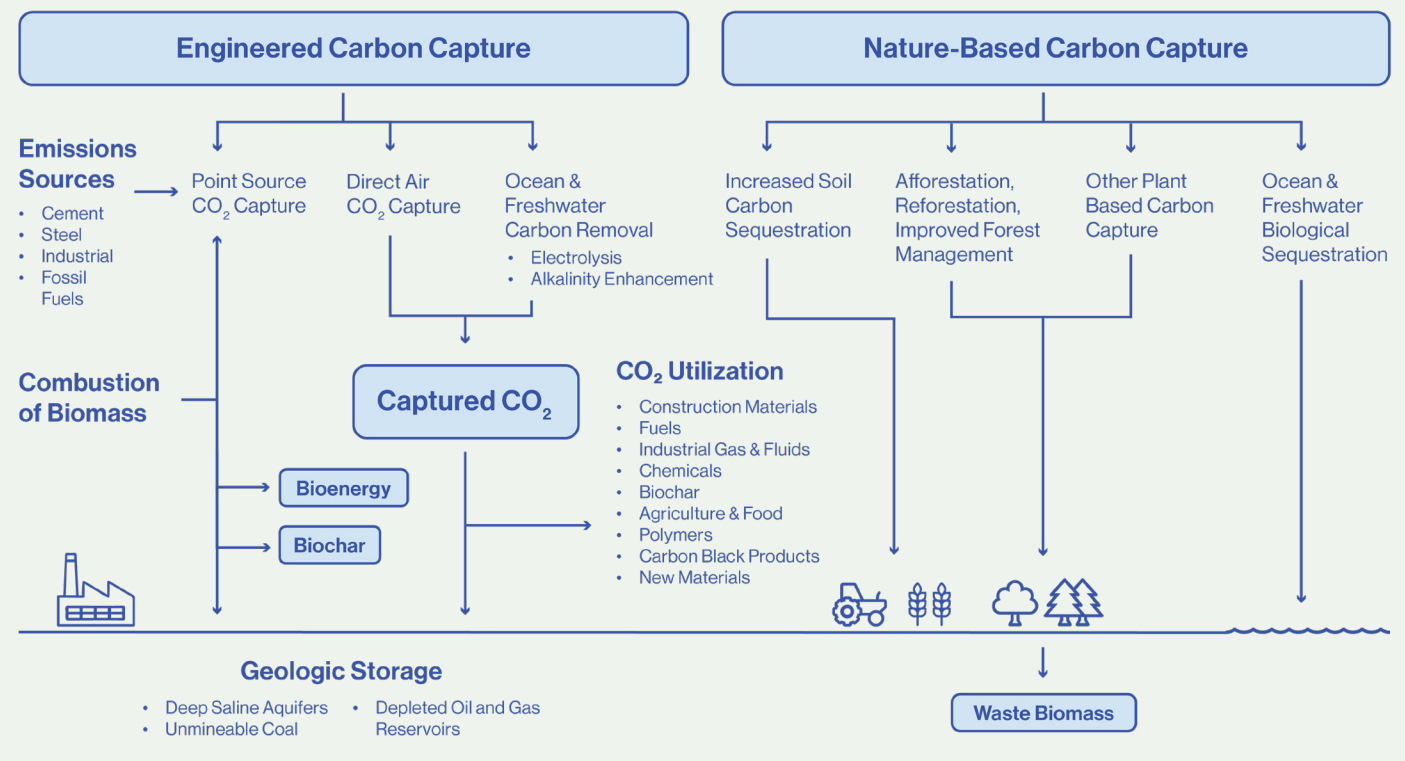 Engineered Carbon Capture
Nature-Based Carbon Capture
Emissions
Sources
• Cement
• Steel
• Industrial
• Fossil
Fuels
Point Source
CO₂ Capture
Direct Air
CO₂ Capture
Ocean &
Freshwater
Carbon Removal
• Electrolysis
• Alkalinity Enhancement
Increased Soil
Carbon
Sequestration
Afforestation,
Reforestation,
Improved Forest
Management
Other Plant
Based Carbon
Capture
Ocean &
Freshwater
Biological
Sequestration
Combustion
of Biomass
Captured CO₂
CO₂ Utilization
• Construction Materials
• Fuels
• Industrial Gas & Fluids
• Chemicals
• Biochar
• Agriculture & Food
• Polymers
• Carbon Black Products
• New Materials
Bioenergy
Biochar
Geologic Storage
• Deep Saline Aquifers
• Unmineable Coal
• Depleted Oil and Gas
Reservoirs
Waste Biomass